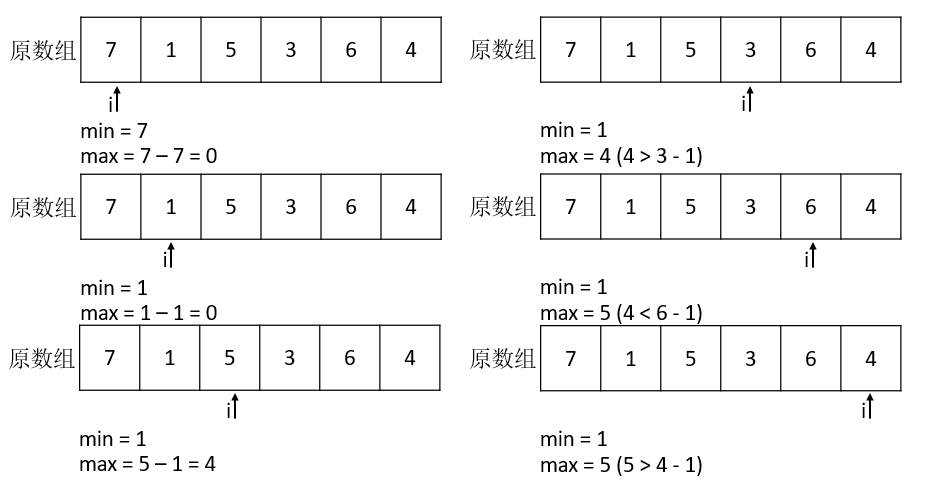 原数组 7 1 5 3 6 4
i
min = 7
max = 7 – 7 = 0
原数组 7 1 5 3 6 4
i
min = 1
max = 1 – 1 = 0
原数组 7 1 5 3 6 4
i
min = 1
max = 5 – 1 = 4
原数组 7 1 5 3 6 4
i
min = 1
max = 4 (4 > 3 - 1)
原数组 7 1 5 3 6 4
i
min = 1
max = 5 (4 < 6 - 1)
原数组 7 1 5 3 6 4
i
min = 1
max = 5 (5 > 4 - 1)